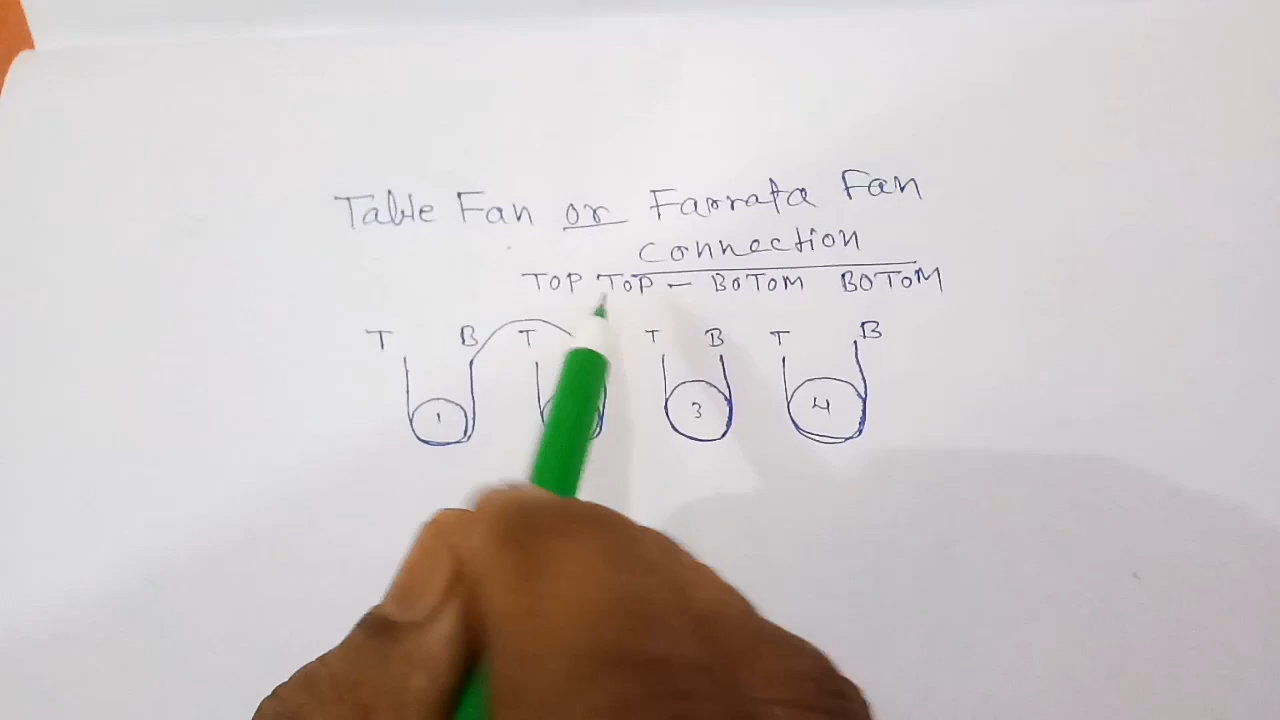 Table Fan or Farrata Fan
Connection
TOP TOP - BOTOM BOTOM
T B T T B T B
1 3 4